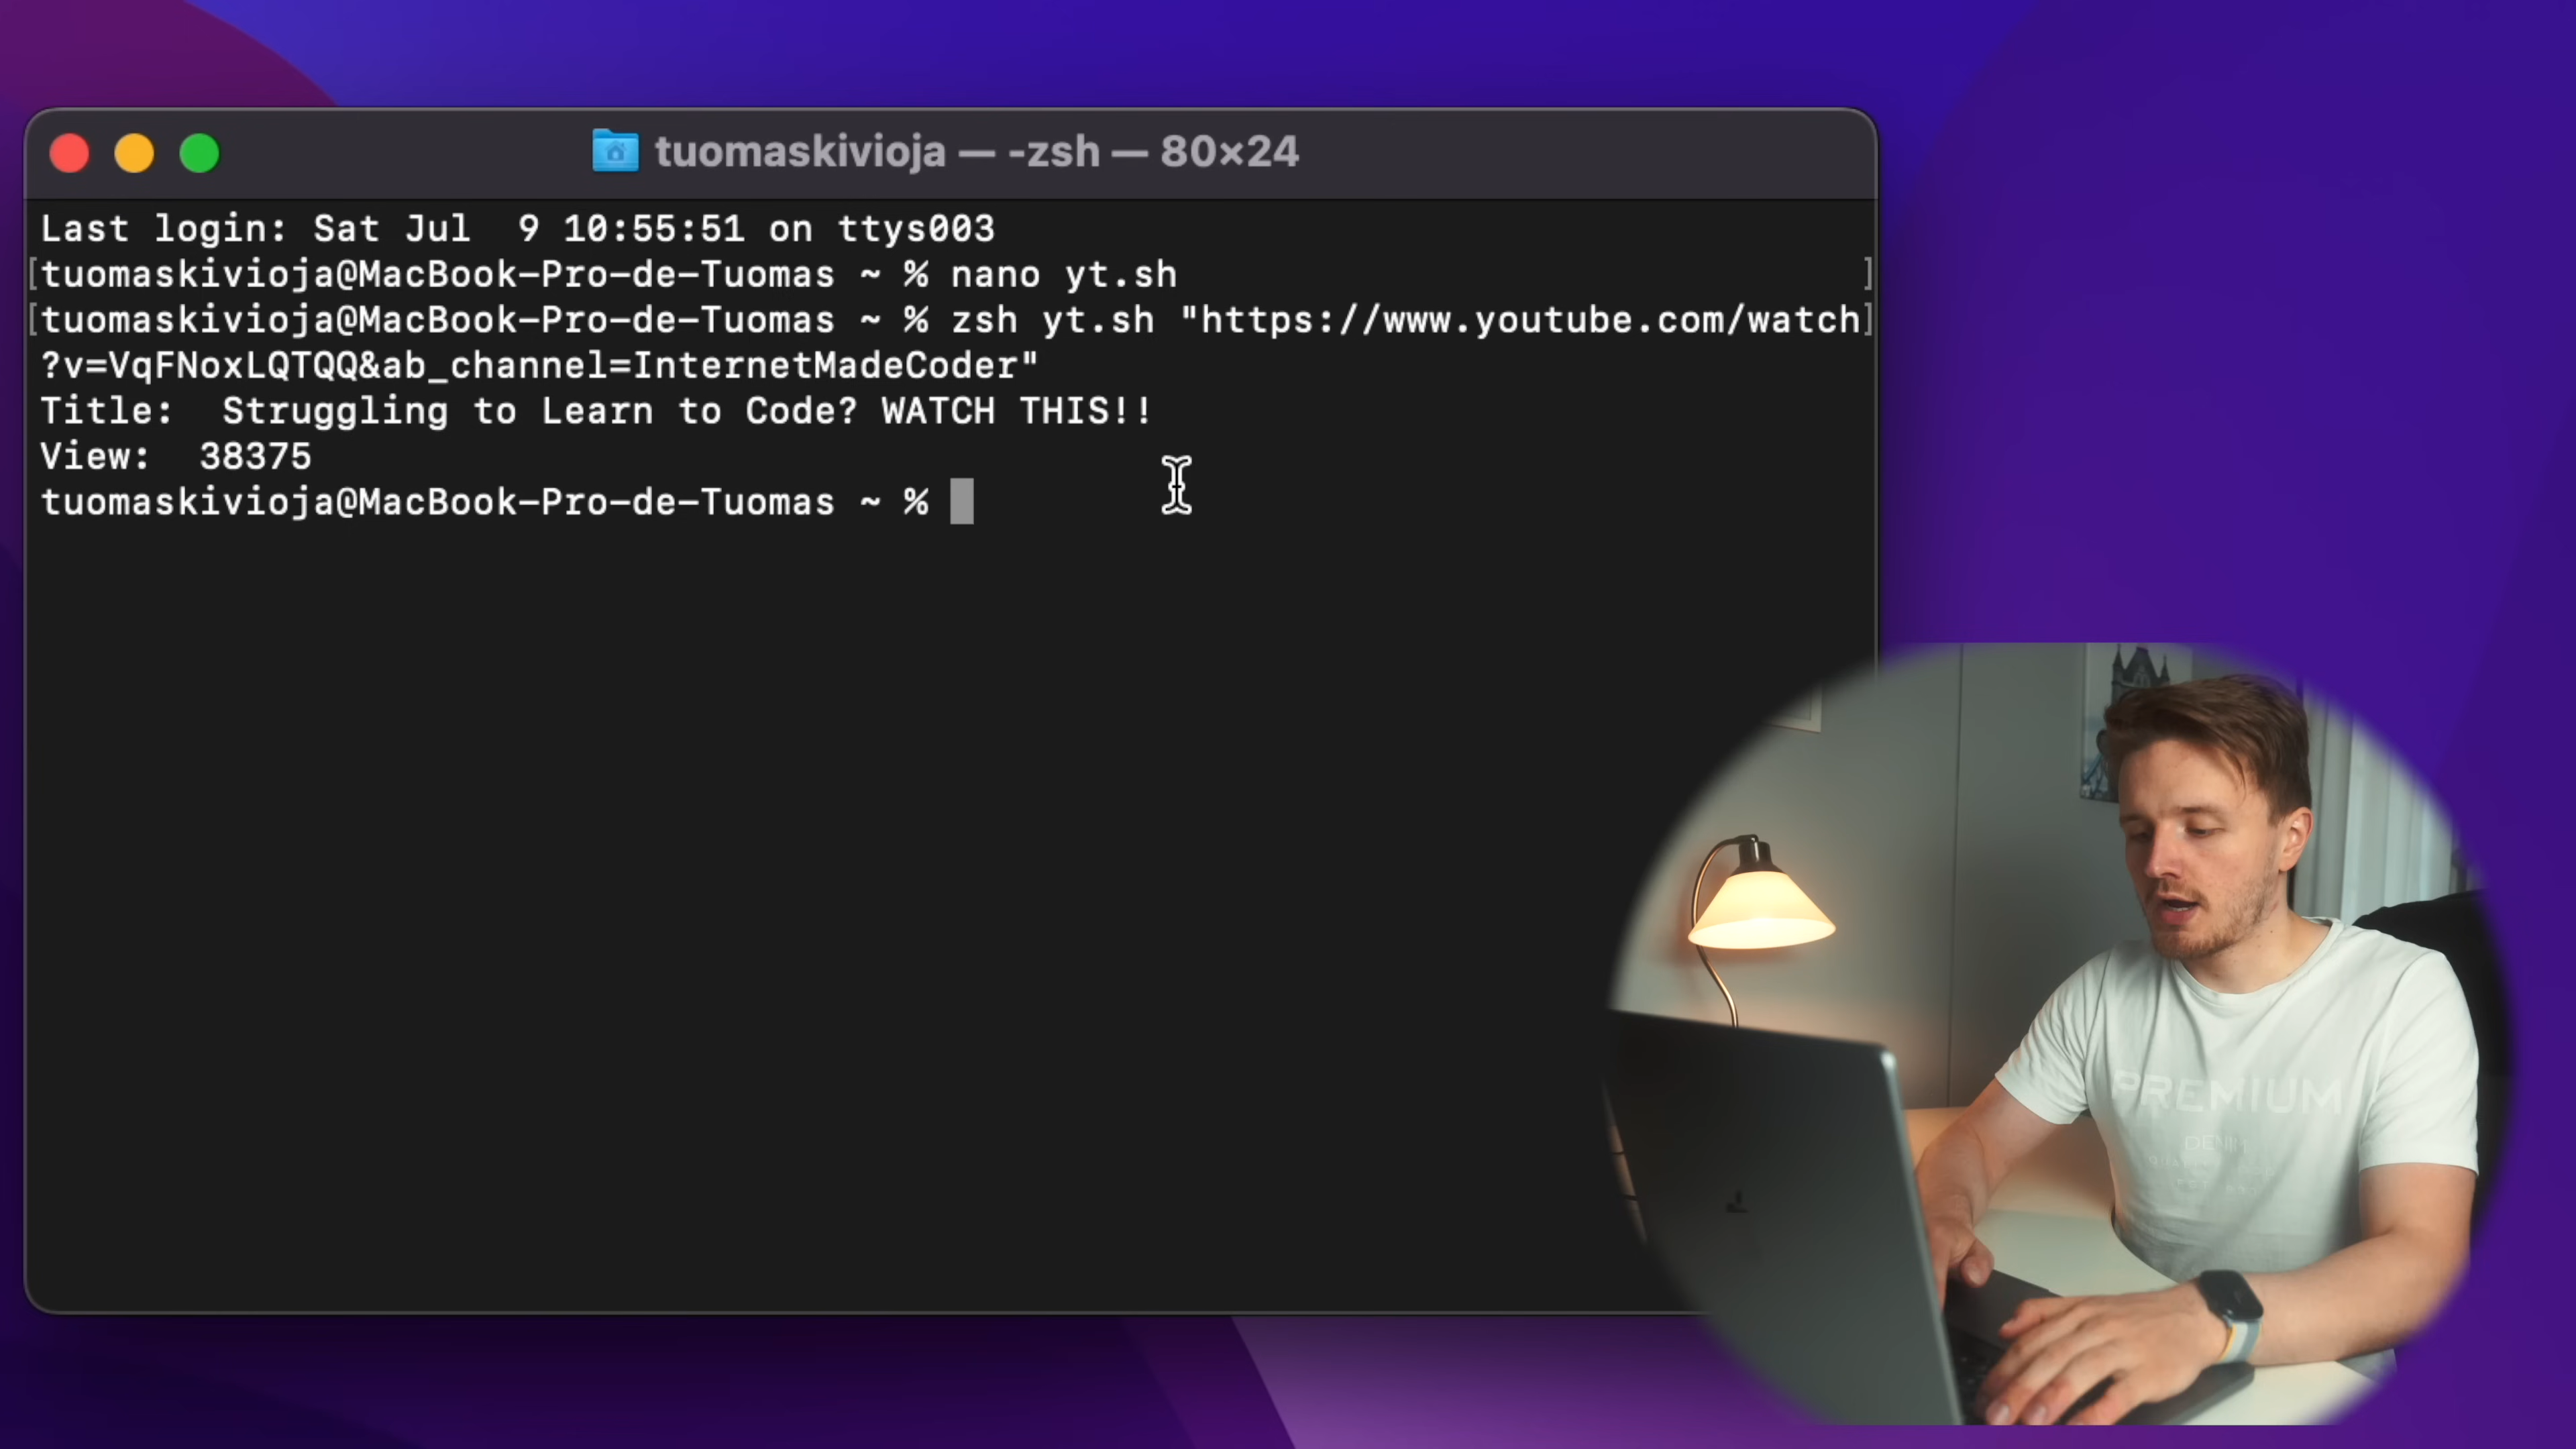 tuomaskivioja — -zsh — 80×24
Last login: Sat Jul  9 10:55:51 on ttys003
[tuomaskivioja@MacBook-Pro-de-Tuomas ~ % nano yt.sh ]
[tuomaskivioja@MacBook-Pro-de-Tuomas ~ % zsh yt.sh "https://www.youtube.com/watch]
?v=VqFNoxLQTQQ&ab_channel=InternetMadeCoder"
Title:  Struggling to Learn to Code? WATCH THIS!!
View:  38375
tuomaskivioja@MacBook-Pro-de-Tuomas ~ %
PREMIUM
DENIM